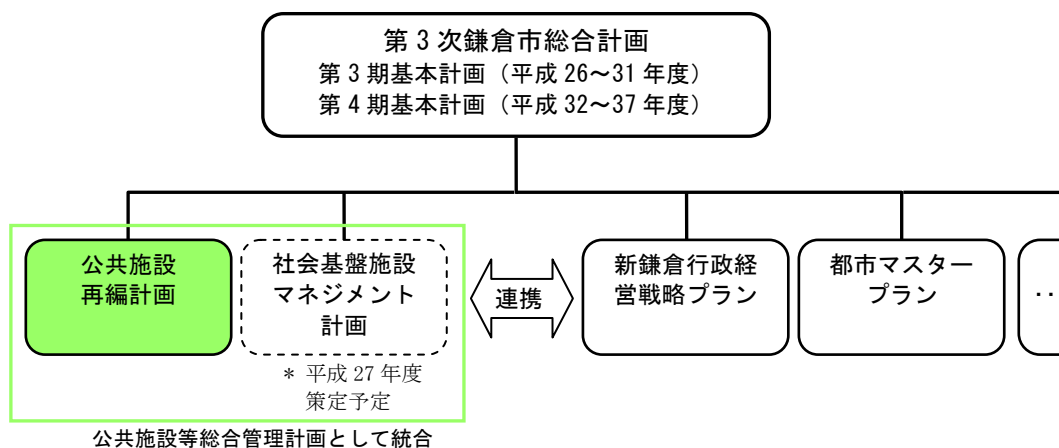 第3次鎌倉市総合計画
第3期基本計画（平成26～31年度）
第4期基本計画（平成32～37年度）
公共施設
再編計画
社会基盤施設
マネジメント
計画
* 平成27年度
策定予定
連携
新鎌倉行政経
営戦略プラン
都市マスター
プラン
‥
公共施設等総合管理計画として統合